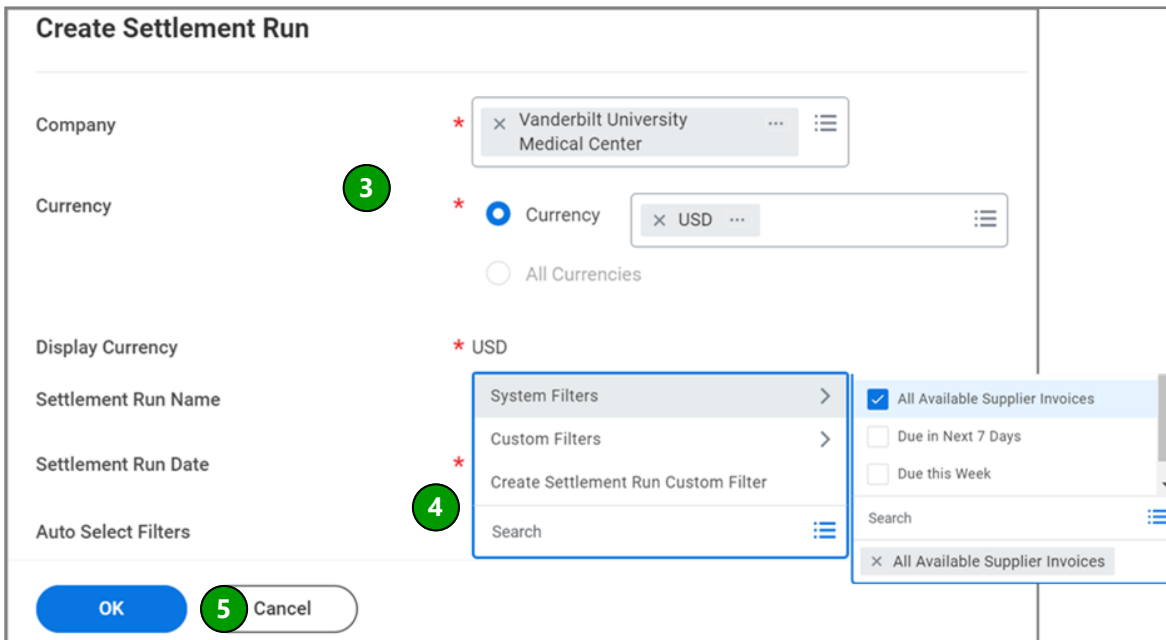 Create Settlement Run
Company
*
× Vanderbilt University ...
Medical Center
3
Currency
*
Currency
× USD ...
All Currencies
Display Currency
* USD
Settlement Run Name
System Filters >
All Available Supplier Invoices
Custom Filters >
Due in Next 7 Days
Settlement Run Date
*
Create Settlement Run Custom Filter
Due this Week
4
Auto Select Filters
Search
Search
× All Available Supplier Invoices
OK
5
Cancel